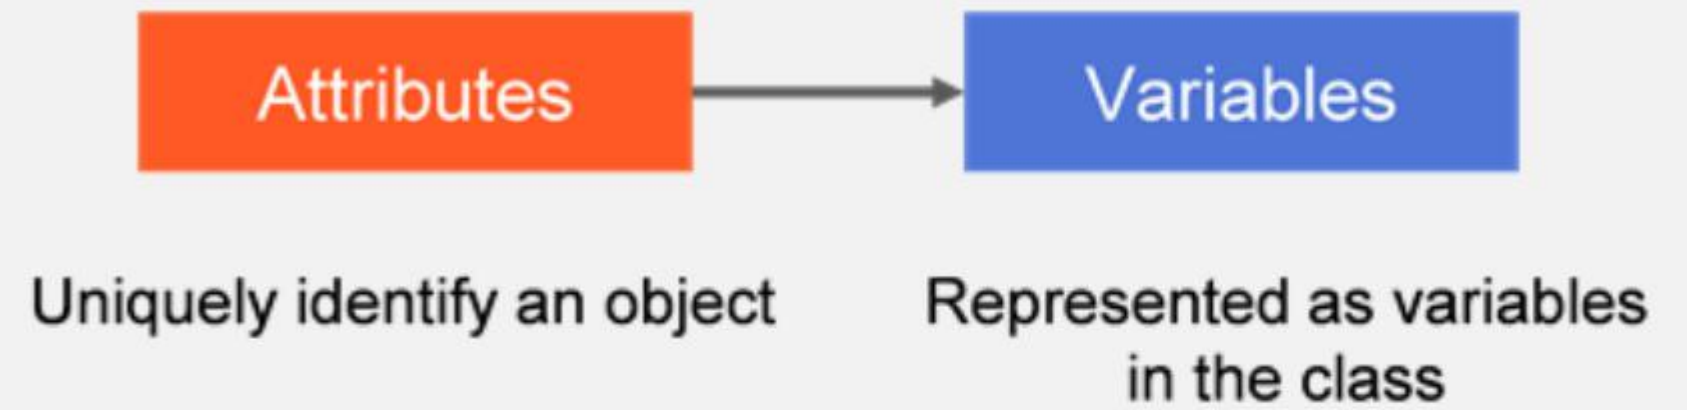 Attributes
Variables
Uniquely identify an object
Represented as variables
in the class